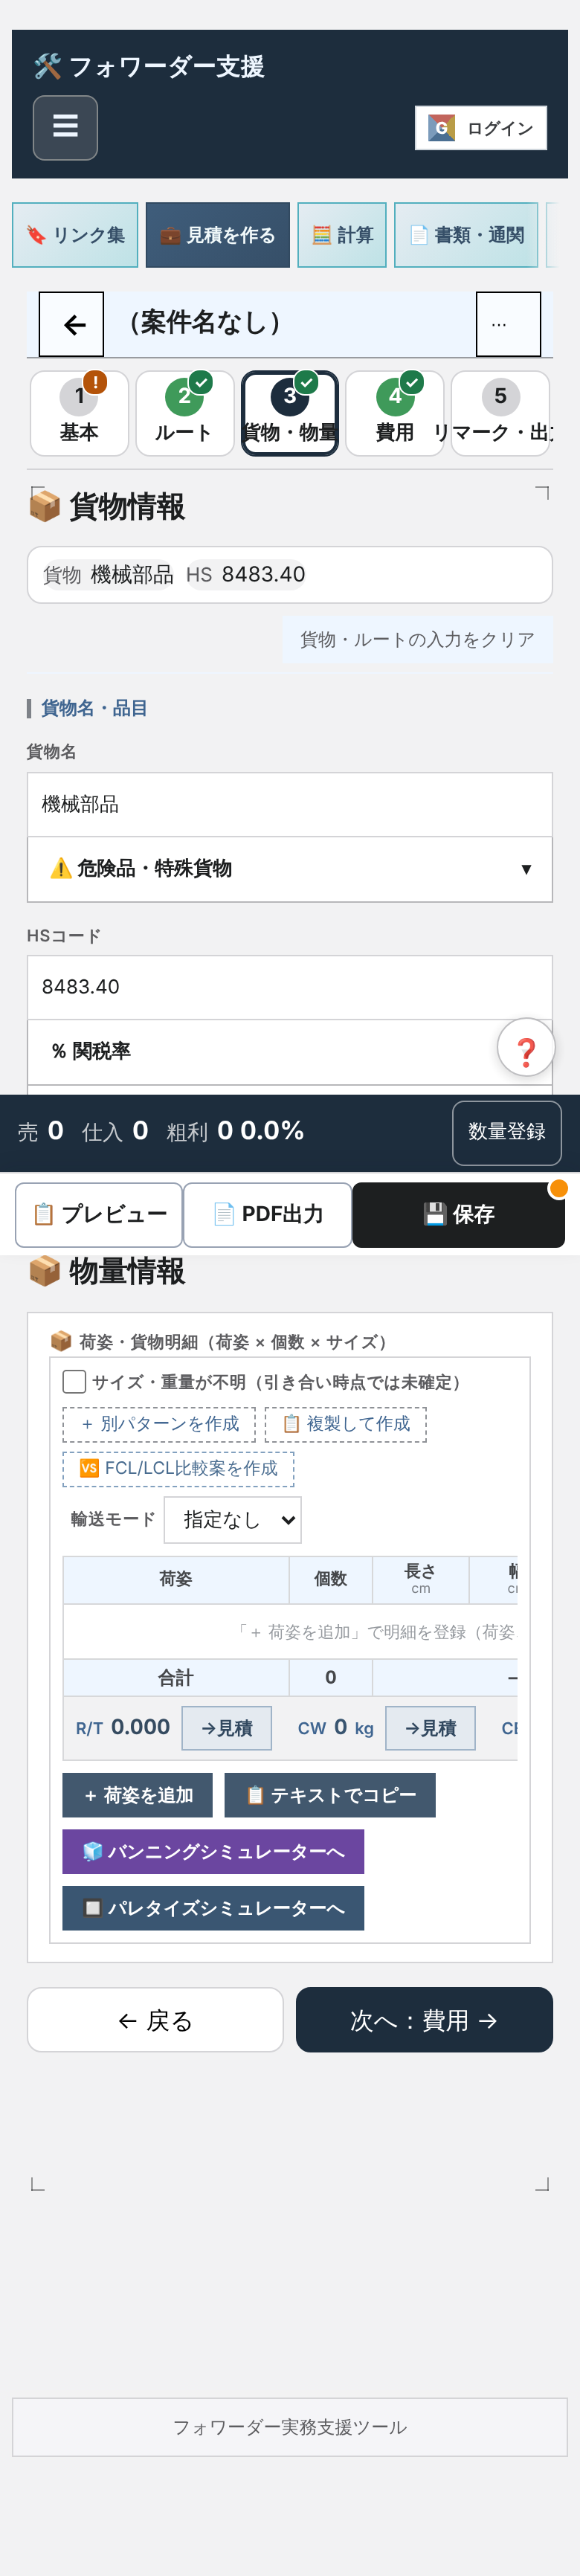 🛠️ フォワーダー支援
☰
G ログイン
🔖 リンク集
💼 見積を作る
🧮 計算
📄 書類・通関
← （案件名なし） ...
1 ! 基本
2 ✓ ルート
3 ✓ 貨物・物量
4 ✓ 費用
5 リマーク・出
📦 貨物情報
貨物 機械部品 HS 8483.40
貨物・ルートの入力をクリア
貨物名・品目
貨物名
機械部品
⚠️ 危険品・特殊貨物 ▼
HSコード
8483.40
% 関税率
❓
売 0 仕入 0 粗利 0 0.0%
数量登録
📋 プレビュー
📄 PDF出力
💾 保存
📦 物量情報
📦 荷姿・貨物明細（荷姿 × 個数 × サイズ）
サイズ・重量が不明（引き合い時点では未確定）
＋ 別パターンを作成
📋 複製して作成
🆚 FCL/LCL比較案を作成
輸送モード 指定なし
荷姿 個数 長さ cm
「＋ 荷姿を追加」で明細を登録（荷姿
合計 0 –
R/T 0.000 →見積 CW 0 kg →見積
＋ 荷姿を追加
📋 テキストでコピー
🧊 バンニングシミュレーターへ
🔲 パレタイズシミュレーターへ
← 戻る
次へ：費用 →
フォワーダー実務支援ツール